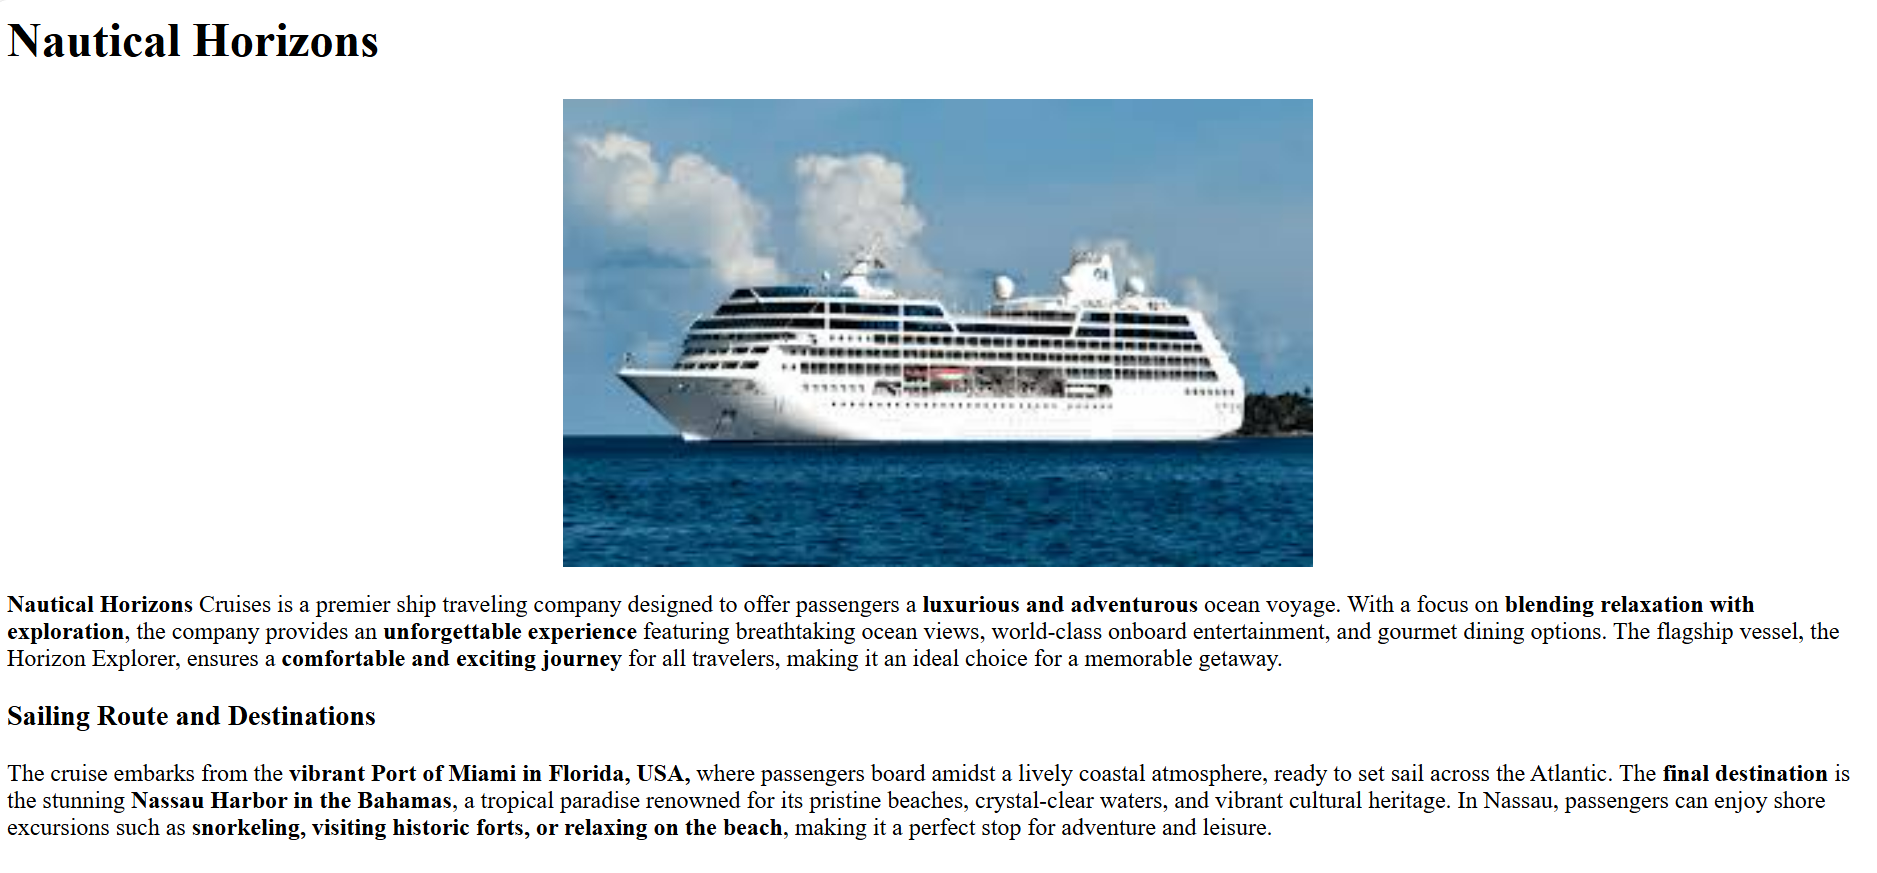 Nautical Horizons
Nautical Horizons Cruises is a premier ship traveling company designed to offer passengers a luxurious and adventurous ocean voyage. With a focus on blending relaxation with
exploration, the company provides an unforgettable experience featuring breathtaking ocean views, world-class onboard entertainment, and gourmet dining options. The flagship vessel, the
Horizon Explorer, ensures a comfortable and exciting journey for all travelers, making it an ideal choice for a memorable getaway.
Sailing Route and Destinations
The cruise embarks from the vibrant Port of Miami in Florida, USA, where passengers board amidst a lively coastal atmosphere, ready to set sail across the Atlantic. The final destination is
the stunning Nassau Harbor in the Bahamas, a tropical paradise renowned for its pristine beaches, crystal-clear waters, and vibrant cultural heritage. In Nassau, passengers can enjoy shore
excursions such as snorkeling, visiting historic forts, or relaxing on the beach, making it a perfect stop for adventure and leisure.